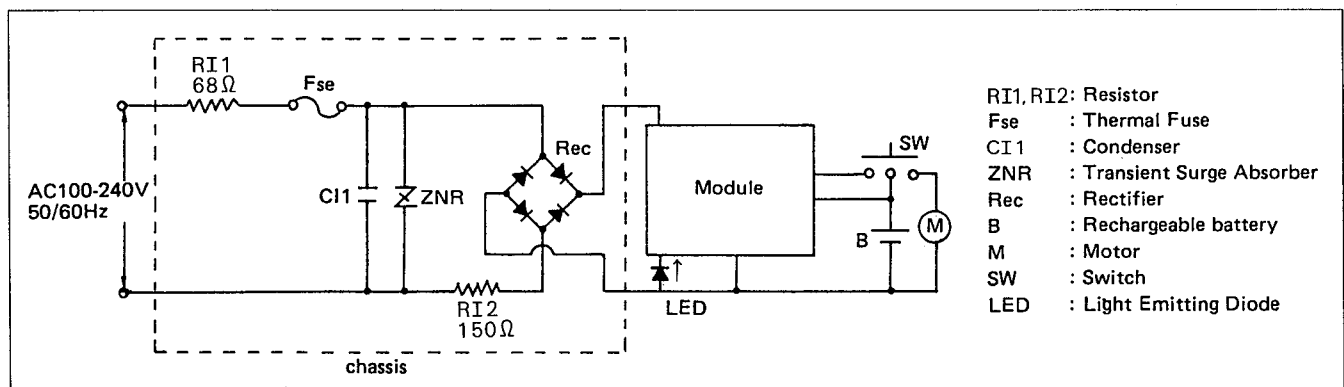 RI1
68Ω
Fse
AC100-240V
50/60Hz
CI1
ZNR
Rec
RI2
150Ω
chassis
Module
LED
SW
B
M
RI1, RI2: Resistor
Fse : Thermal Fuse
CI1 : Condenser
ZNR : Transient Surge Absorber
Rec : Rectifier
B : Rechargeable battery
M : Motor
SW : Switch
LED : Light Emitting Diode